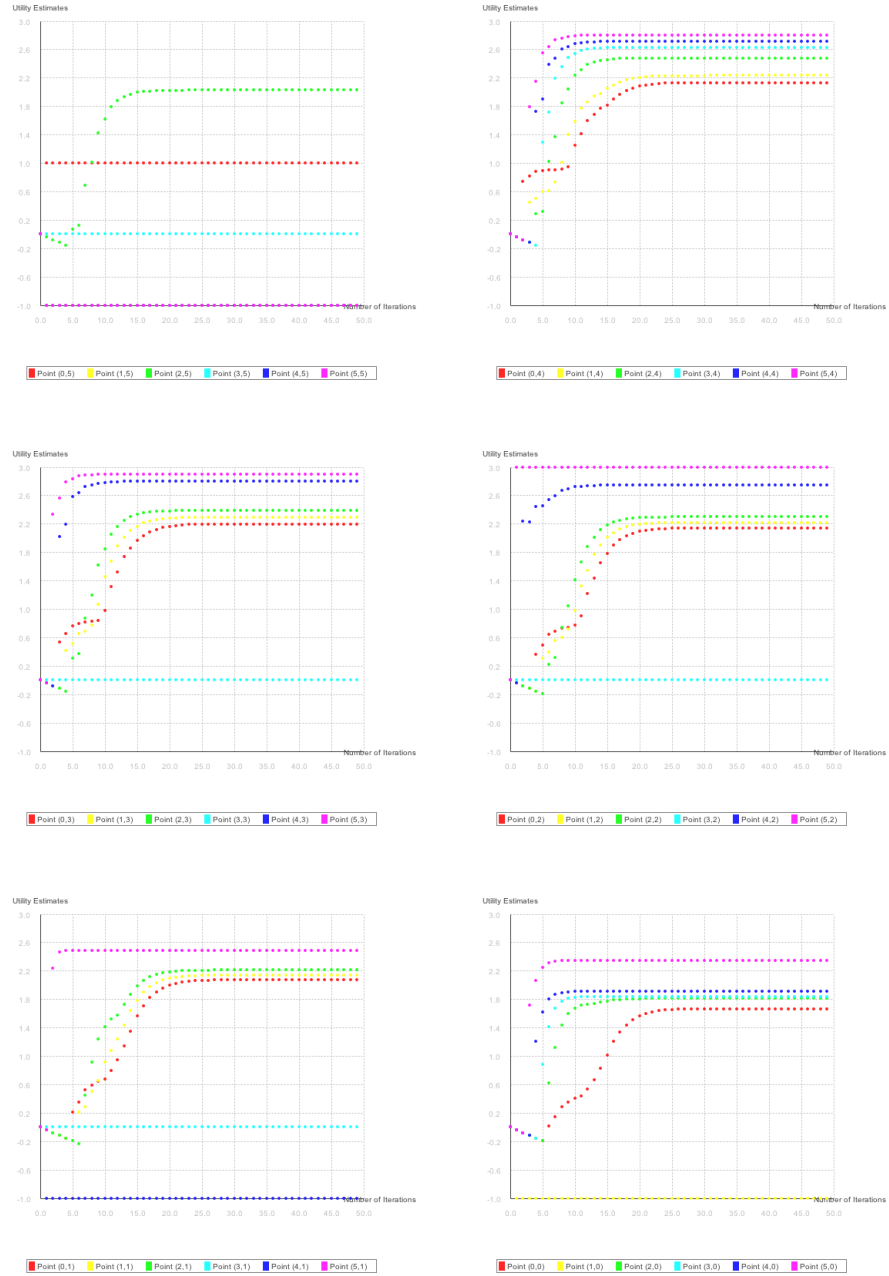 Utility Estimates
3.0
2.6
2.2
1.8
1.4
1.0
0.6
0.2
-0.2
-0.6
-1.0
Number of Iterations
0.0 5.0 10.0 15.0 20.0 25.0 30.0 35.0 40.0 45.0 50.0
Point (0,5) Point (1,5) Point (2,5) Point (3,5) Point (4,5) Point (5,5)
Utility Estimates
3.0
2.6
2.2
1.8
1.4
1.0
0.6
0.2
-0.2
-0.6
-1.0
Number of Iterations
0.0 5.0 10.0 15.0 20.0 25.0 30.0 35.0 40.0 45.0 50.0
Point (0,4) Point (1,4) Point (2,4) Point (3,4) Point (4,4) Point (5,4)
Utility Estimates
3.0
2.6
2.2
1.8
1.4
1.0
0.6
0.2
-0.2
-0.6
-1.0
Number of Iterations
0.0 5.0 10.0 15.0 20.0 25.0 30.0 35.0 40.0 45.0 50.0
Point (0,3) Point (1,3) Point (2,3) Point (3,3) Point (4,3) Point (5,3)
Utility Estimates
3.0
2.6
2.2
1.8
1.4
1.0
0.6
0.2
-0.2
-0.6
-1.0
Number of Iterations
0.0 5.0 10.0 15.0 20.0 25.0 30.0 35.0 40.0 45.0 50.0
Point (0,2) Point (1,2) Point (2,2) Point (3,2) Point (4,2) Point (5,2)
Utility Estimates
3.0
2.6
2.2
1.8
1.4
1.0
0.6
0.2
-0.2
-0.6
-1.0
Number of Iterations
0.0 5.0 10.0 15.0 20.0 25.0 30.0 35.0 40.0 45.0 50.0
Point (0,1) Point (1,1) Point (2,1) Point (3,1) Point (4,1) Point (5,1)
Utility Estimates
3.0
2.6
2.2
1.8
1.4
1.0
0.6
0.2
-0.2
-0.6
-1.0
Number of Iterations
0.0 5.0 10.0 15.0 20.0 25.0 30.0 35.0 40.0 45.0 50.0
Point (0,0) Point (1,0) Point (2,0) Point (3,0) Point (4,0) Point (5,0)